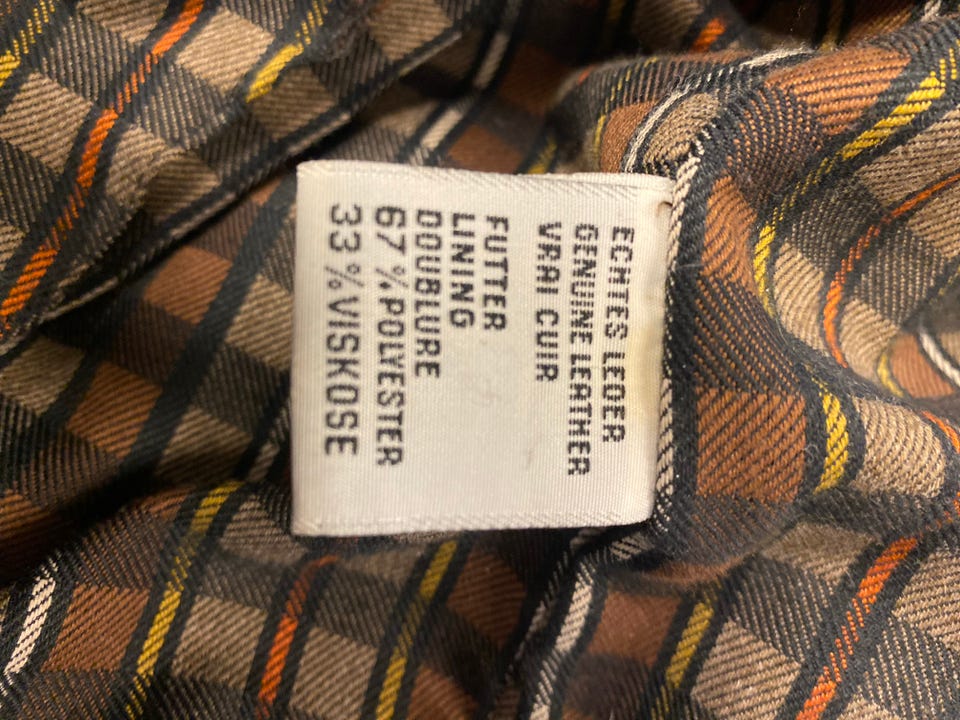 ECHTES LEDER
GENUINE LEATHER
VRAI CUIR
FUTTER
LINING
DOUBLURE
67%POLYESTER
33%VISKOSE